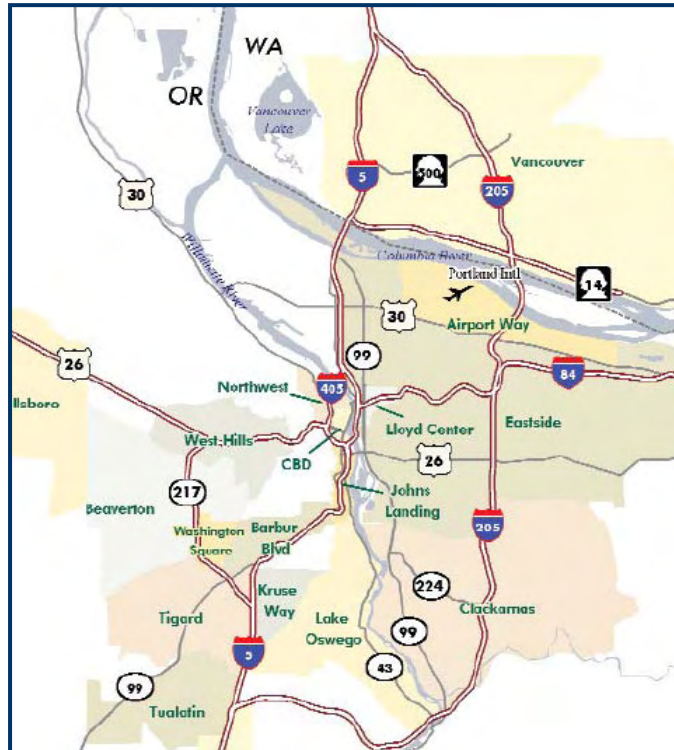 WA
OR
Vancouver
Lake
5
500
Vancouver
205
30
Willamette River
Columbia River
Portland Intl
14
30
Airport Way
99
26
405
84
Northwest
llsboro
Lloyd Center
Eastside
West Hills
CBD
26
217
Johns
Landing
Beaverton
Washington
Square
Barbur
Blvd
205
Kruse
Way
224
Tigard
Lake
Oswego
Clackamas
99
5
43
99
Tualatin